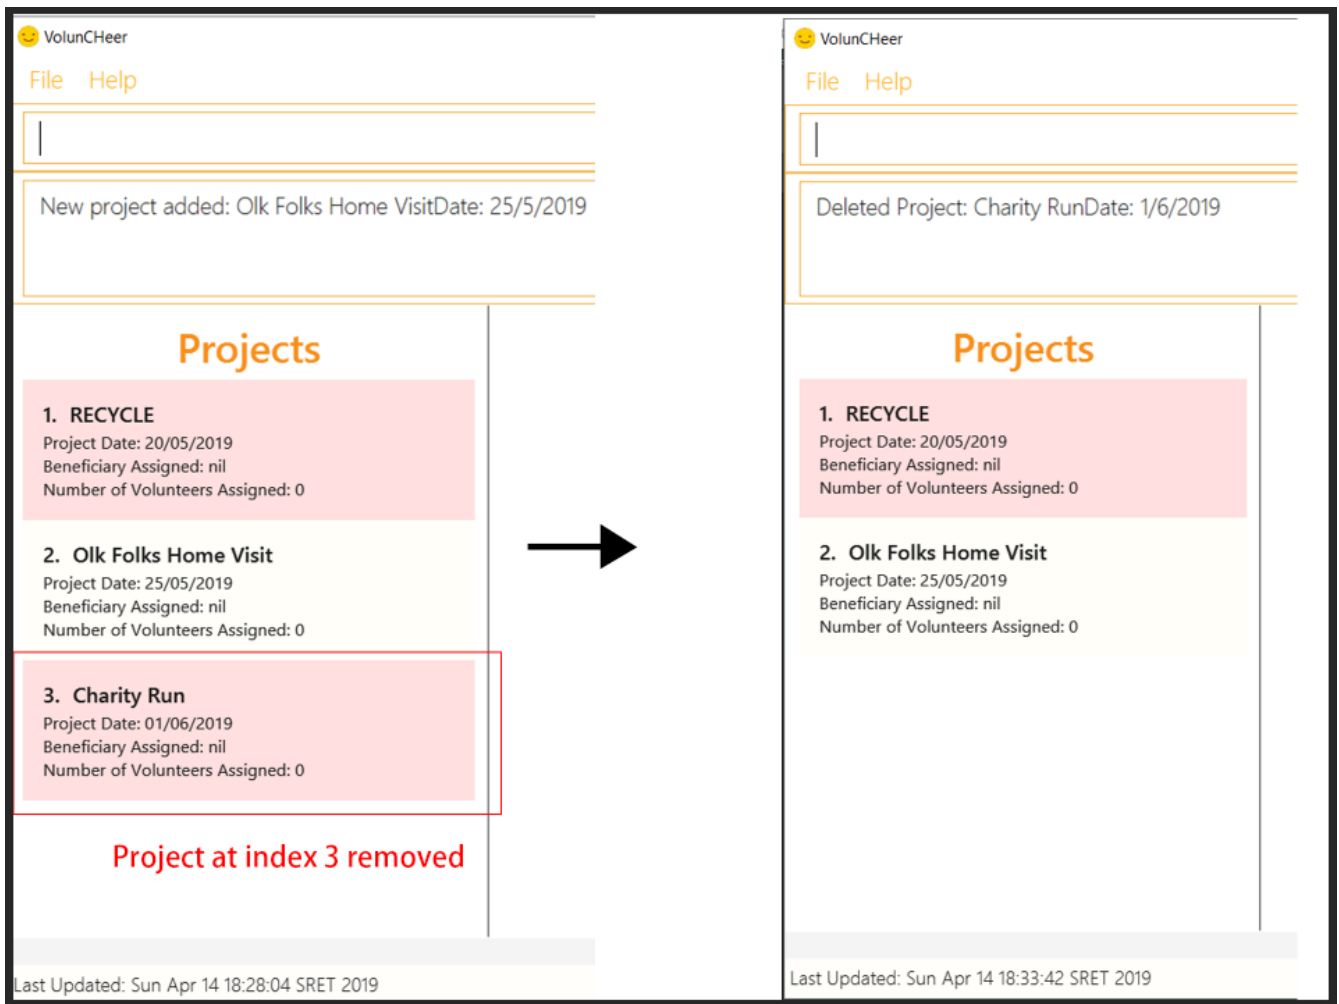 VolunCHeer
File Help
New project added: Olk Folks Home VisitDate: 25/5/2019
Projects
1. RECYCLE
Project Date: 20/05/2019
Beneficiary Assigned: nil
Number of Volunteers Assigned: 0
2. Olk Folks Home Visit
Project Date: 25/05/2019
Beneficiary Assigned: nil
Number of Volunteers Assigned: 0
3. Charity Run
Project Date: 01/06/2019
Beneficiary Assigned: nil
Number of Volunteers Assigned: 0
Project at index 3 removed
Last Updated: Sun Apr 14 18:28:04 SRET 2019
VolunCHeer
File Help
Deleted Project: Charity RunDate: 1/6/2019
Projects
1. RECYCLE
Project Date: 20/05/2019
Beneficiary Assigned: nil
Number of Volunteers Assigned: 0
2. Olk Folks Home Visit
Project Date: 25/05/2019
Beneficiary Assigned: nil
Number of Volunteers Assigned: 0
Last Updated: Sun Apr 14 18:33:42 SRET 2019